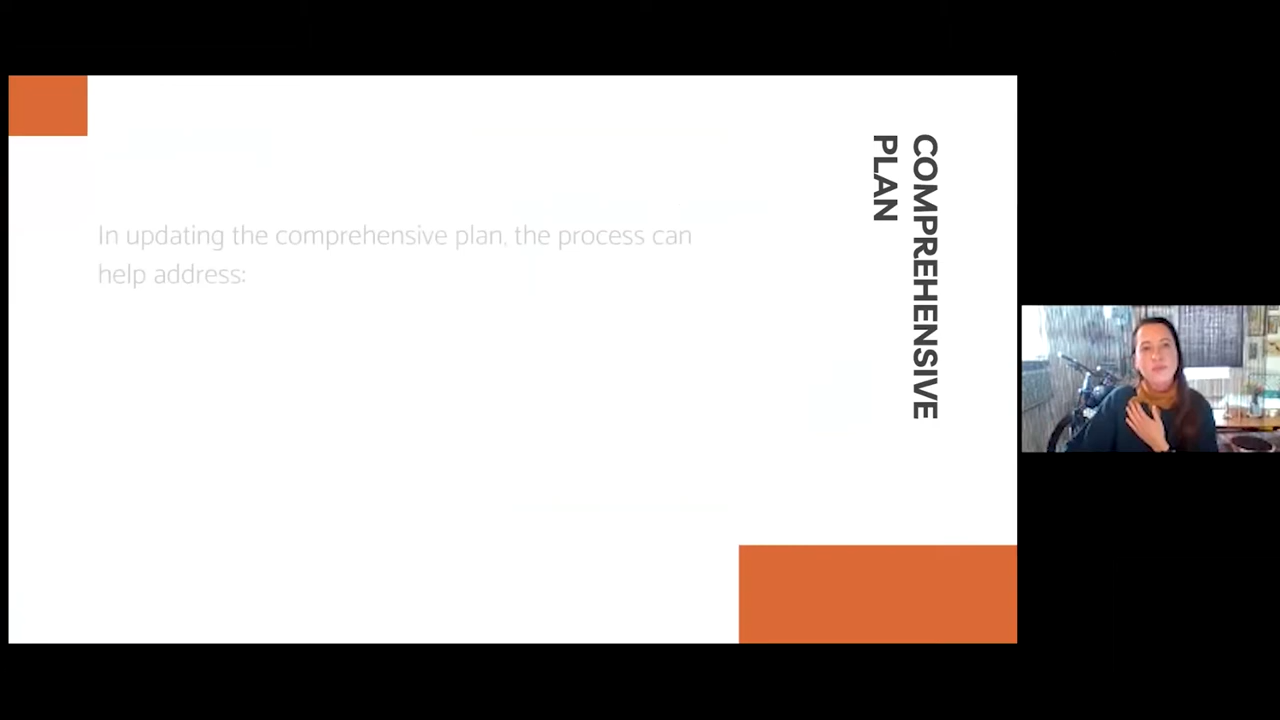 COMPREHENSIVE
PLAN
In updating the comprehensive plan, the process can
help address: